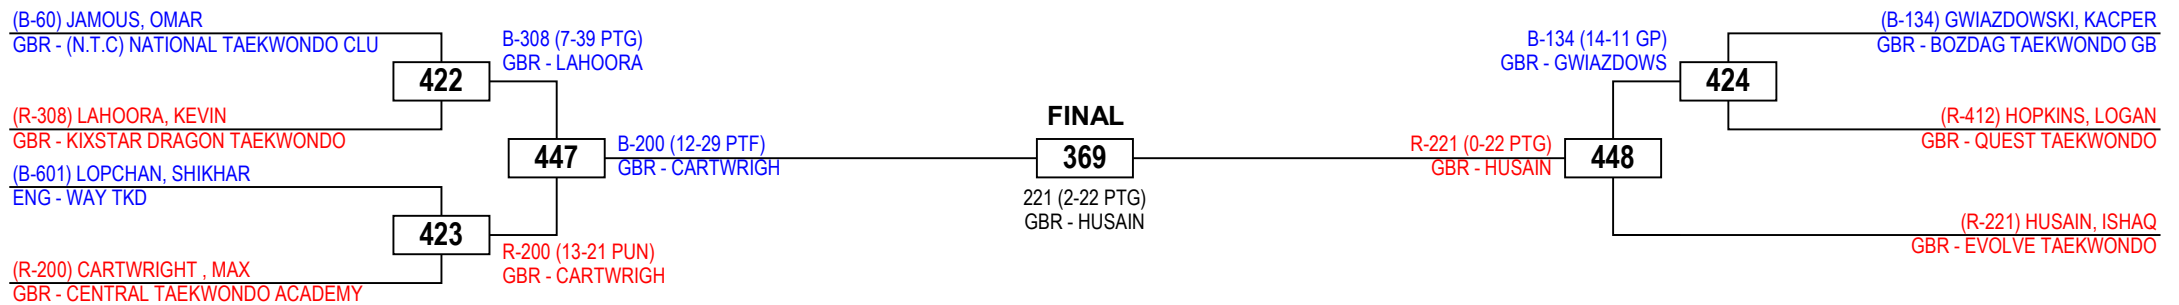 (B-60) JAMOUS, OMAR
GBR - (N.T.C) NATIONAL TAEKWONDO CLU
422
(R-308) LAHOORA, KEVIN
GBR - KIXSTAR DRAGON TAEKWONDO
(B-601) LOPCHAN, SHIKHAR
ENG - WAY TKD
423
(R-200) CARTWRIGHT , MAX
GBR - CENTRAL TAEKWONDO ACADEMY
B-308 (7-39 PTG)
GBR - LAHOORA
447
R-200 (13-21 PUN)
GBR - CARTWRIGH
B-200 (12-29 PTF)
GBR - CARTWRIGH
FINAL
369
221 (2-22 PTG)
GBR - HUSAIN
R-221 (0-22 PTG)
GBR - HUSAIN
448
B-134 (14-11 GP)
GBR - GWIAZDOWS
424
(B-134) GWIAZDOWSKI, KACPER
GBR - BOZDAG TAEKWONDO GB
(R-412) HOPKINS, LOGAN
GBR - QUEST TAEKWONDO
(R-221) HUSAIN, ISHAQ
GBR - EVOLVE TAEKWONDO